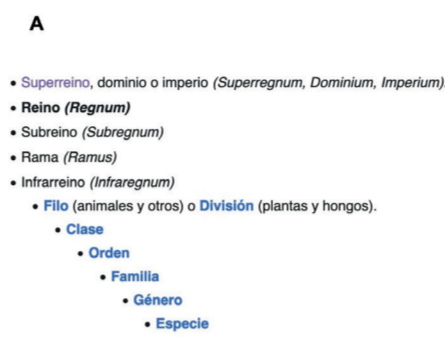 A
• Superreino, dominio o imperio (Superregnum, Dominium, Imperium).
• Reino (Regnum)
• Subreino (Subregnum)
• Rama (Ramus)
• Infrarreino (Infraregnum)
• Filo (animales y otros) o División (plantas y hongos).
• Clase
• Orden
• Familia
• Género
• Especie